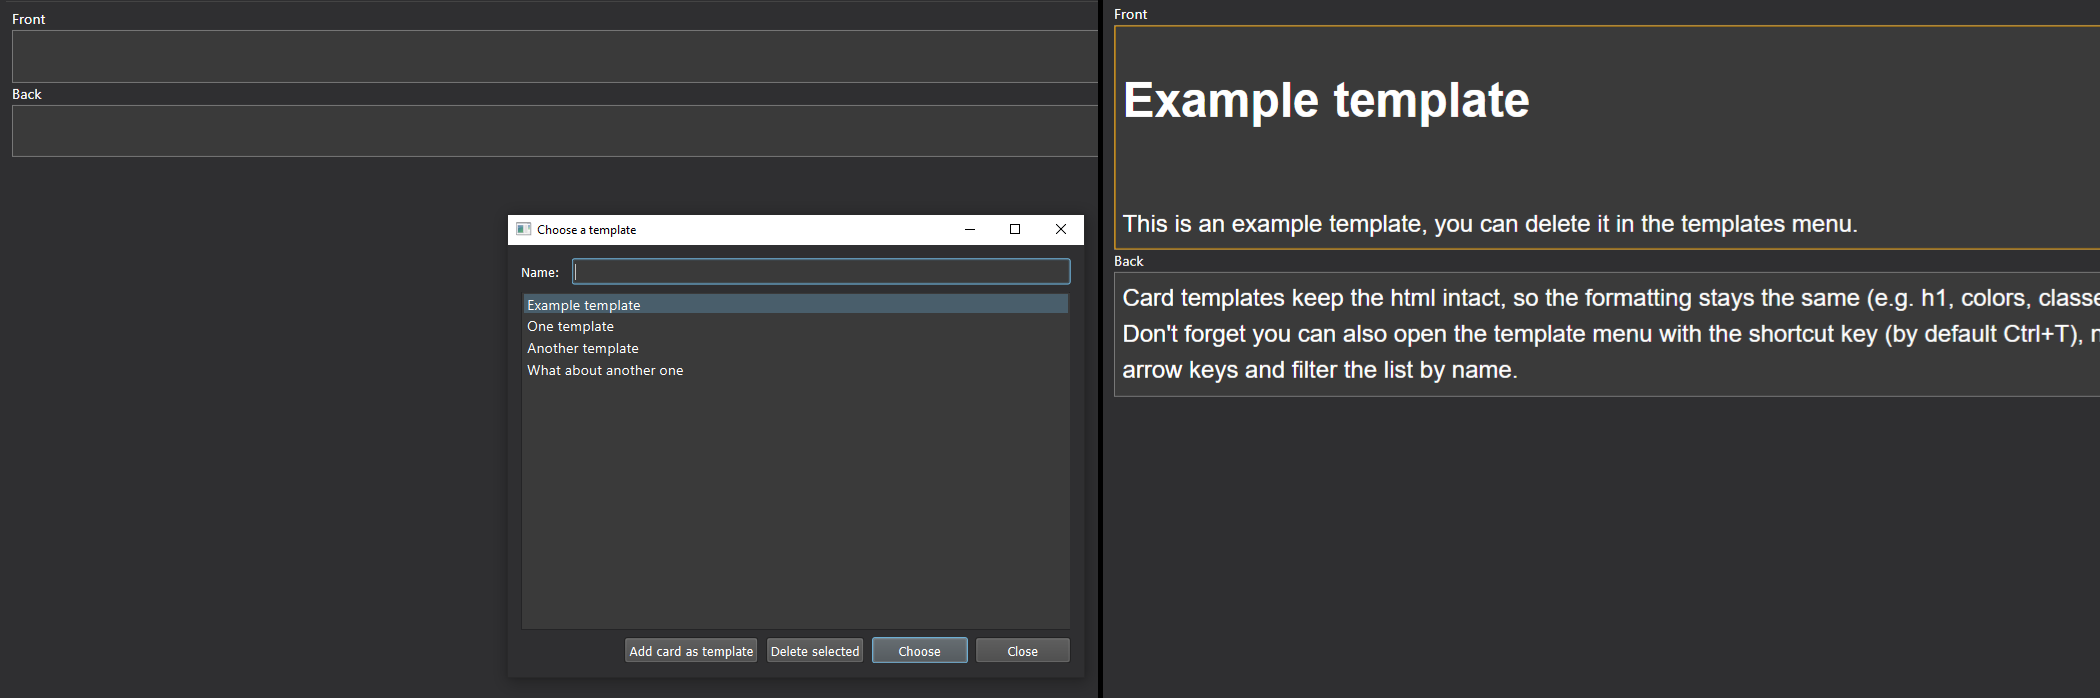 Front
Back
Choose a template
Name:
Example template
One template
Another template
What about another one
Add card as template
Delete selected
Choose
Close
Front
Example template
This is an example template, you can delete it in the templates menu.
Back
Card templates keep the html intact, so the formatting stays the same (e.g. h1, colors,
Don't forget you can also open the template menu with the shortcut key (by default Ctrl+T),
arrow keys and filter the list by name.